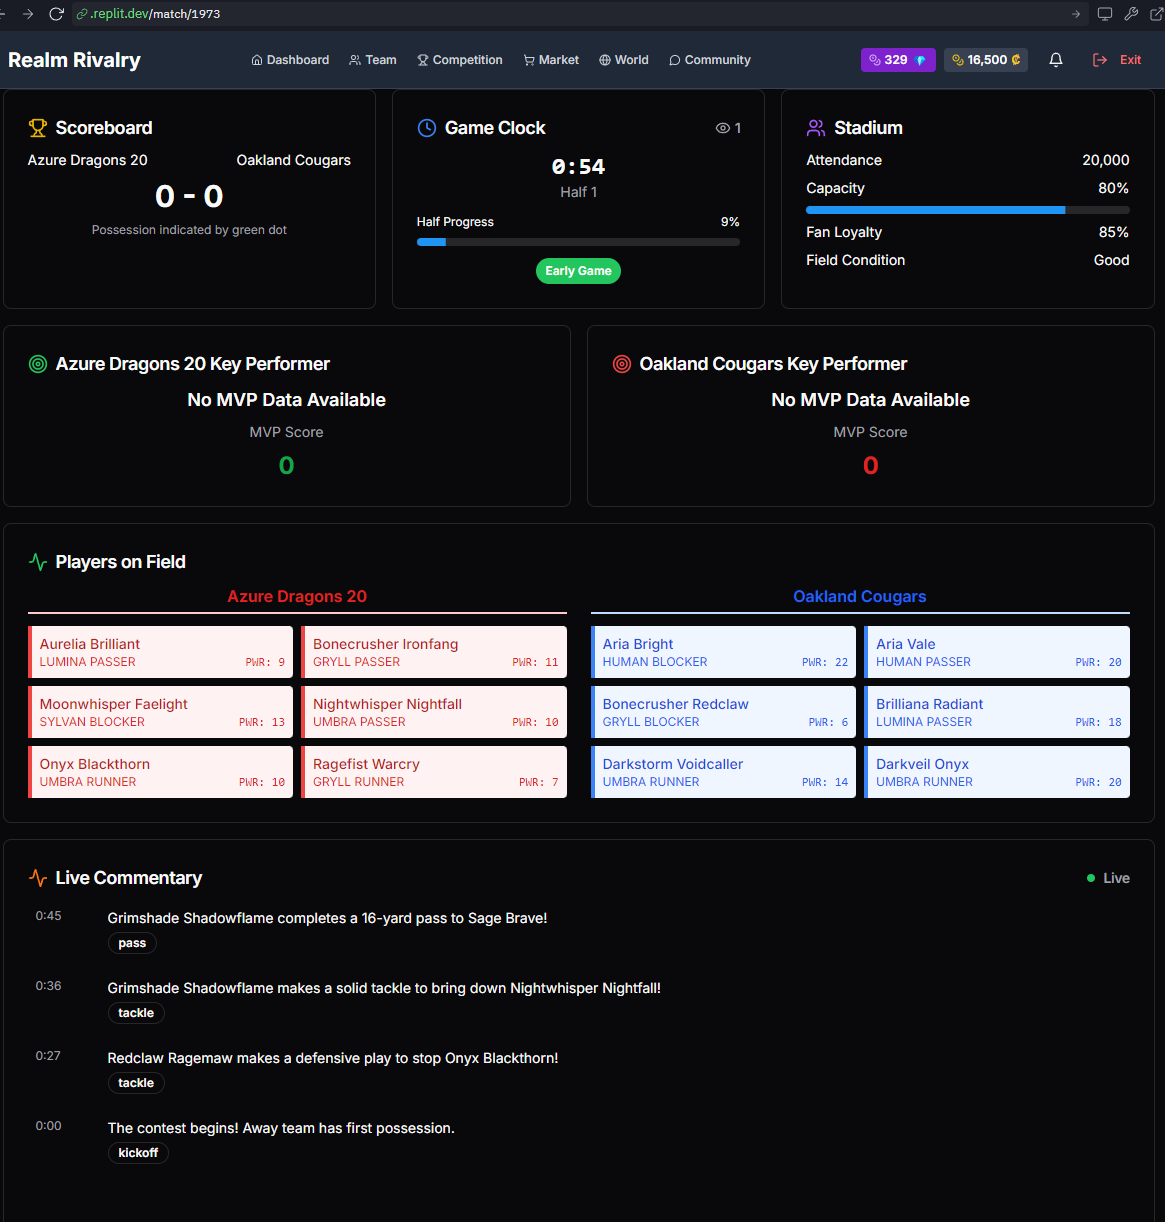 .replit.dev/match/1973
Realm Rivalry
Dashboard
Team
Competition
Market
World
Community
329
16,500
Exit
Scoreboard
Azure Dragons 20
Oakland Cougars
0 - 0
Possession indicated by green dot
Game Clock
1
0:54
Half 1
Half Progress
9%
Early Game
Stadium
Attendance
20,000
Capacity
80%
Fan Loyalty
85%
Field Condition
Good
Azure Dragons 20 Key Performer
No MVP Data Available
MVP Score
0
Oakland Cougars Key Performer
No MVP Data Available
MVP Score
0
Players on Field
Azure Dragons 20
Aurelia Brilliant
LUMINA PASSER
PWR: 9
Bonecrusher Ironfang
GRYLL PASSER
PWR: 11
Moonwhisper Faelight
SYLVAN BLOCKER
PWR: 13
Nightwhisper Nightfall
UMBRA PASSER
PWR: 10
Onyx Blackthorn
UMBRA RUNNER
PWR: 10
Ragefist Warcry
GRYLL RUNNER
PWR: 7
Oakland Cougars
Aria Bright
HUMAN BLOCKER
PWR: 22
Aria Vale
HUMAN PASSER
PWR: 20
Bonecrusher Redclaw
GRYLL BLOCKER
PWR: 6
Brilliana Radiant
LUMINA PASSER
PWR: 18
Darkstorm Voidcaller
UMBRA RUNNER
PWR: 14
Darkveil Onyx
UMBRA RUNNER
PWR: 20
Live Commentary
Live
0:45
Grimshade Shadowflame completes a 16-yard pass to Sage Brave!
pass
0:36
Grimshade Shadowflame makes a solid tackle to bring down Nightwhisper Nightfall!
tackle
0:27
Redclaw Ragemaw makes a defensive play to stop Onyx Blackthorn!
tackle
0:00
The contest begins! Away team has first possession.
kickoff